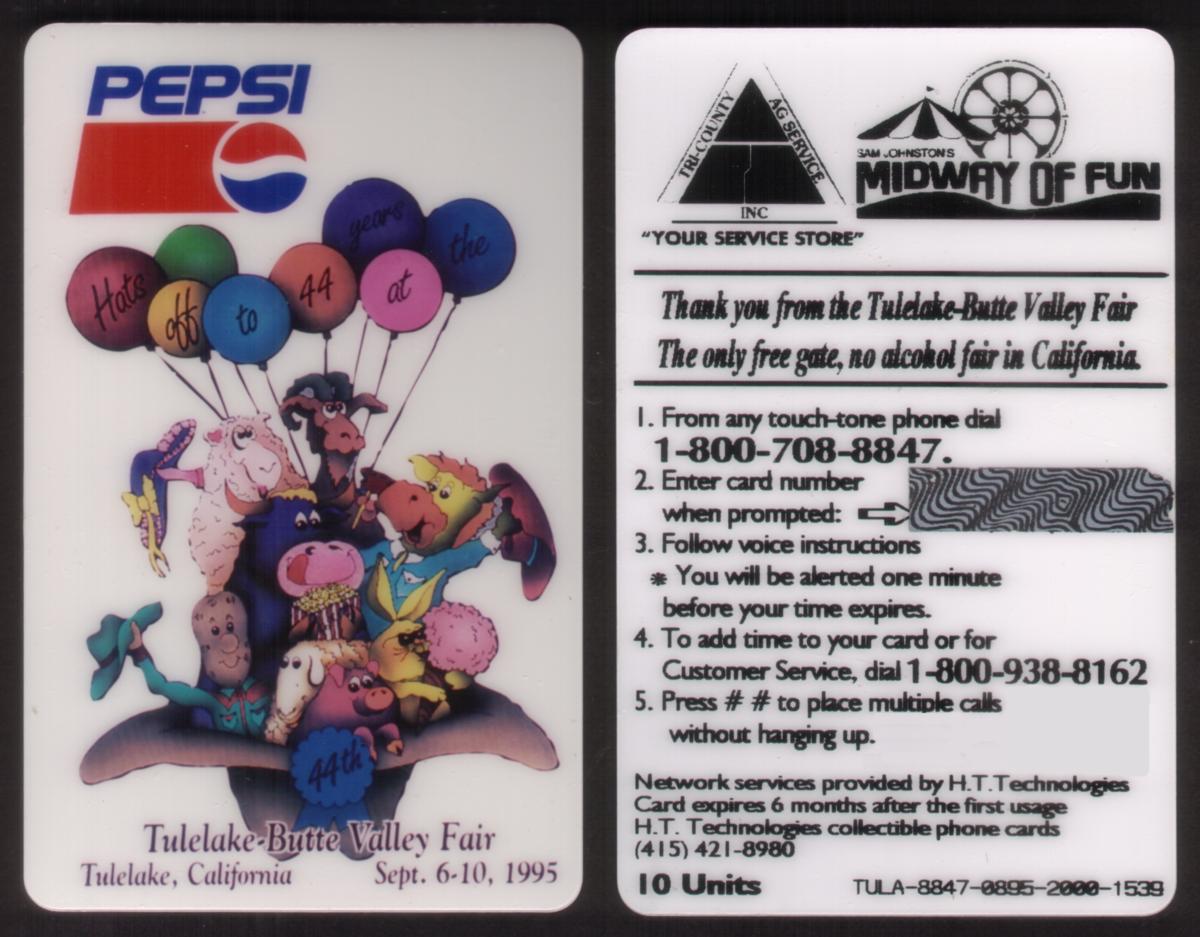 PEPSI
Hats off to 44 years at the
44th
Tulelake-Butte Valley Fair
Tulelake, California Sept. 6-10, 1995
TRI-COUNTY AG SERVICE
INC
"YOUR SERVICE STORE"
SAM JOHNSTON'S
MIDWAY OF FUN
Thank you from the Tulelake-Butte Valley Fair
The only free gate, no alcohol fair in California.
1. From any touch-tone phone dial
1-800-708-8847.
2. Enter card number
when prompted:
3. Follow voice instructions
* You will be alerted one minute
before your time expires.
4. To add time to your card or for
Customer Service, dial 1-800-938-8162
5. Press # # to place multiple calls
without hanging up.
Network services provided by H.T.Technologies
Card expires 6 months after the first usage
H.T. Technologies collectible phone cards
(415) 421-8980
10 Units TULA-8847-0895-2000-1539